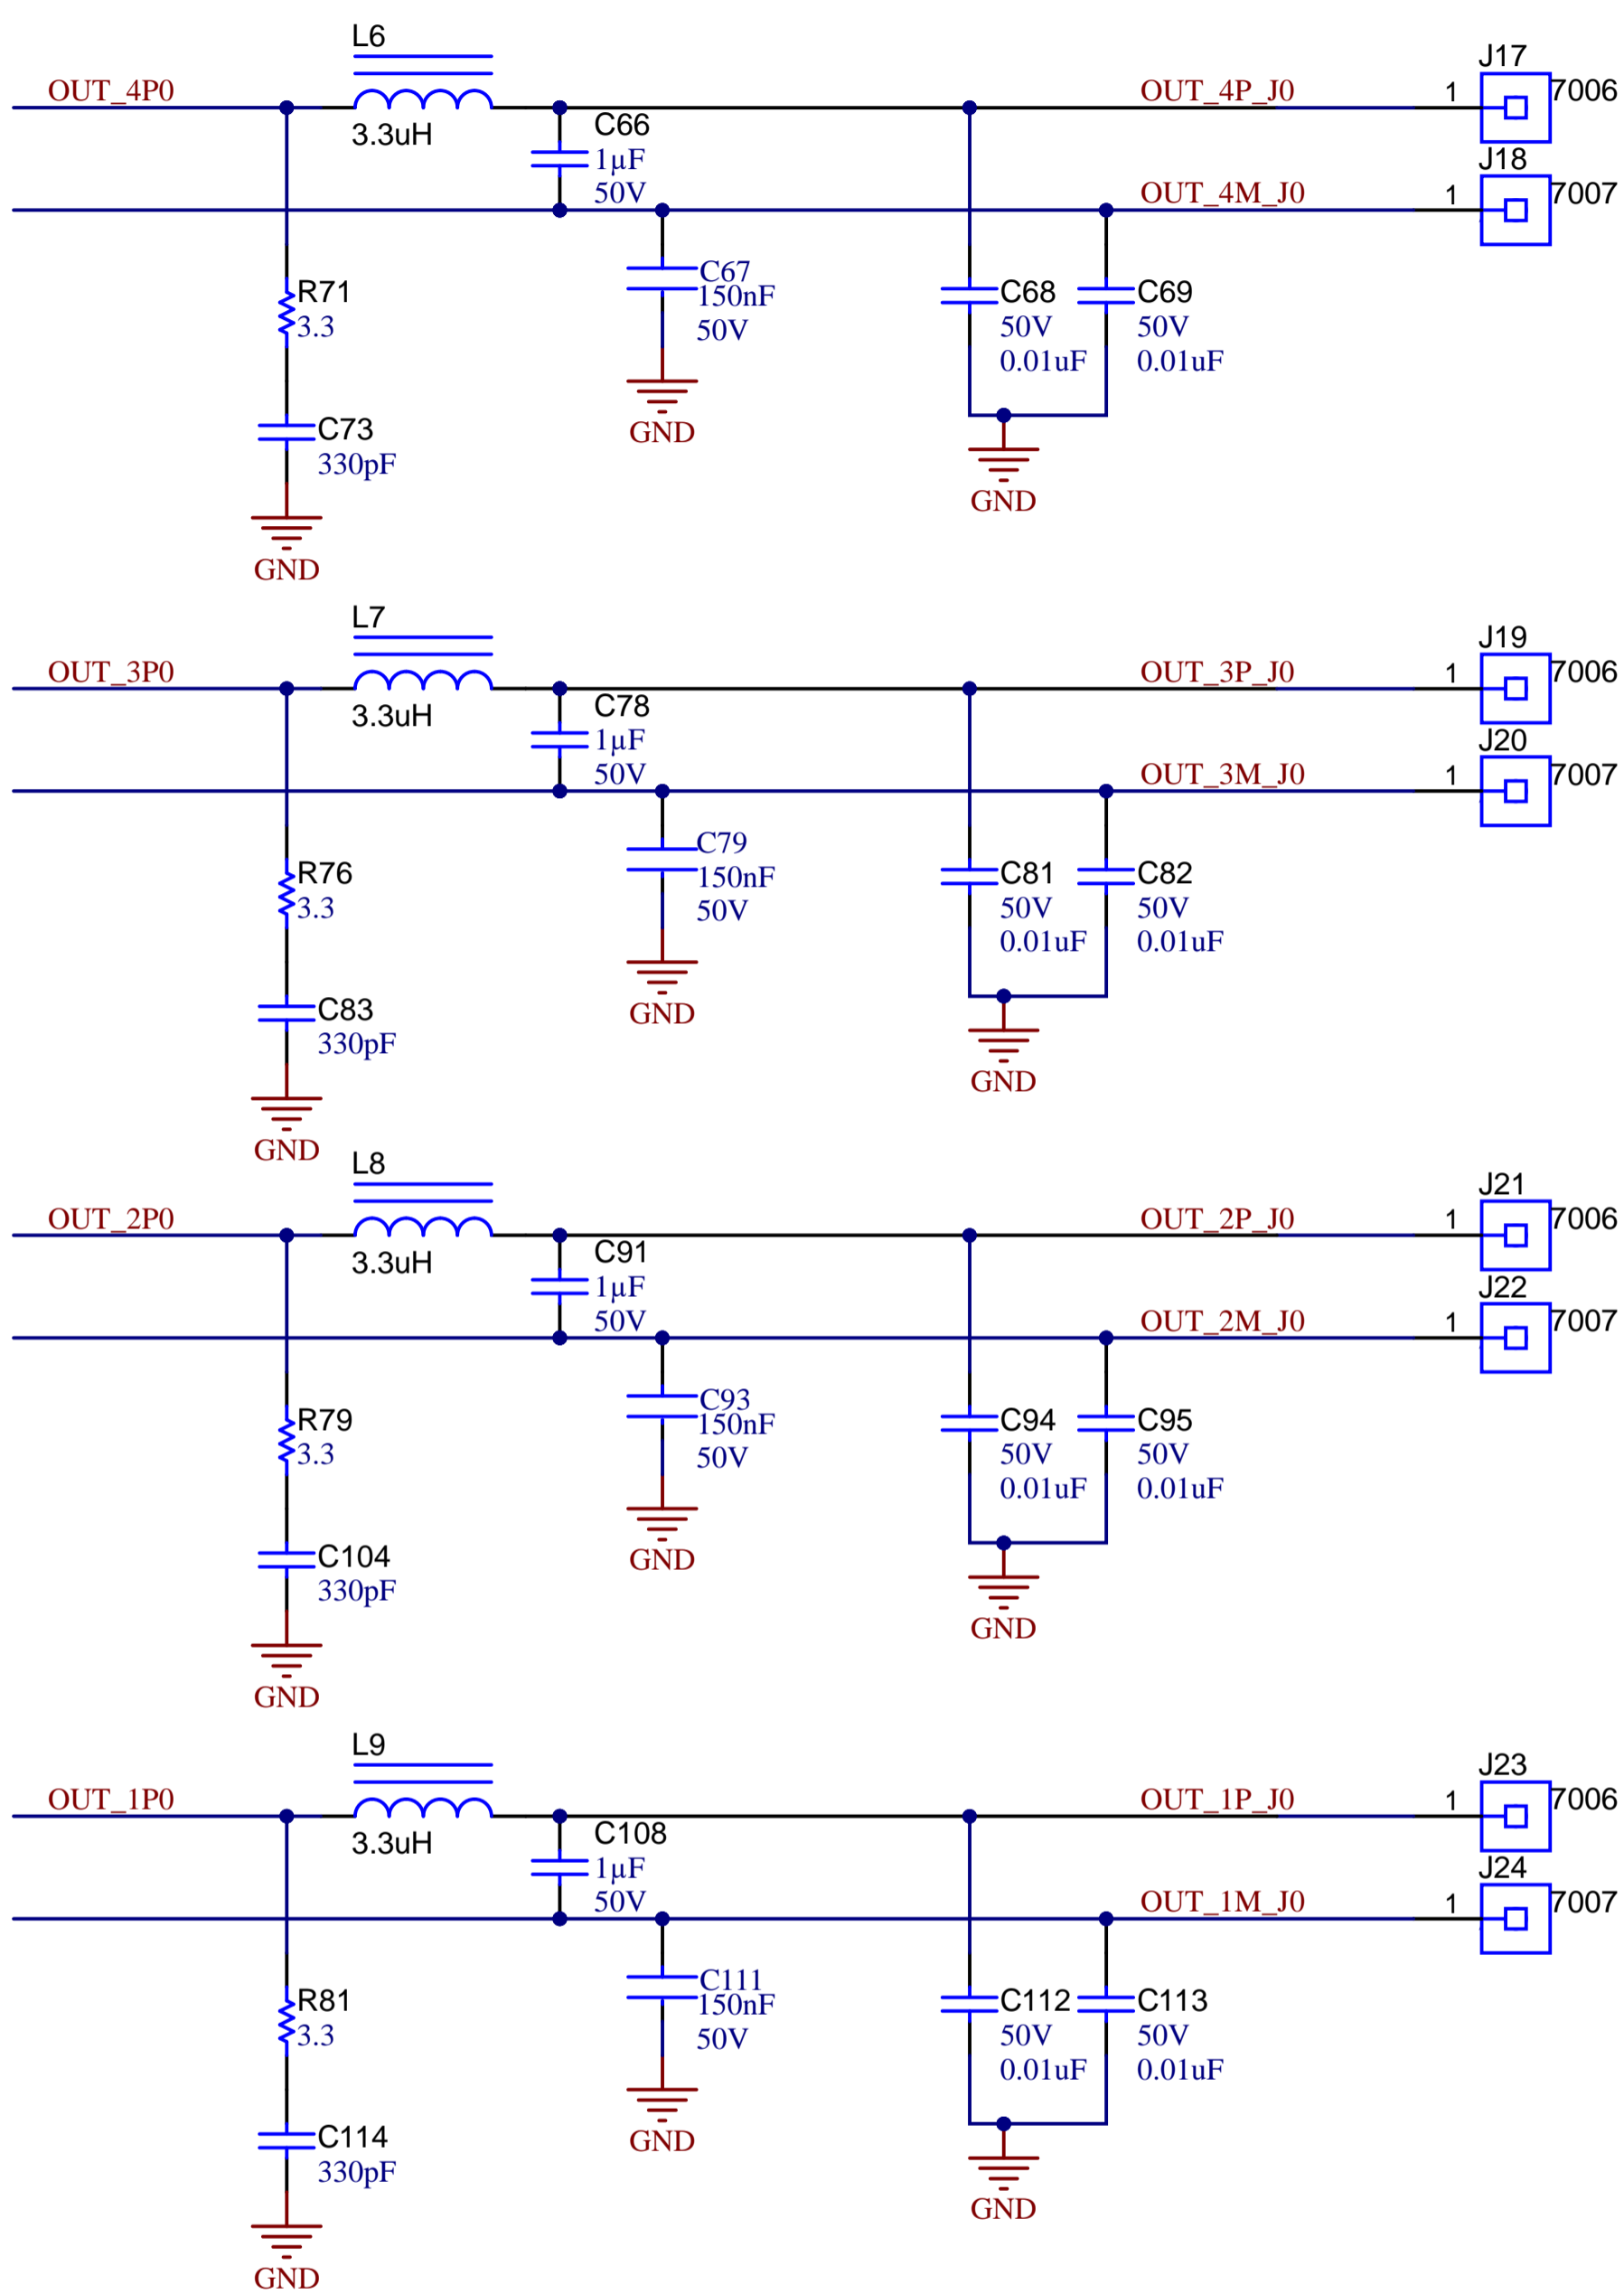 L6
OUT_4P0
3.3uH
C66
1µF
50V
OUT_4P_J0
1
J17
7006
OUT_4M_J0
1
J18
7007
R71
3.3
C67
150nF
50V
GND
C68
50V
0.01uF
C69
50V
0.01uF
GND
C73
330pF
GND
L7
OUT_3P0
3.3uH
C78
1µF
50V
OUT_3P_J0
1
J19
7006
OUT_3M_J0
1
J20
7007
R76
3.3
C79
150nF
50V
GND
C81
50V
0.01uF
C82
50V
0.01uF
GND
C83
330pF
GND
L8
OUT_2P0
3.3uH
C91
1µF
50V
OUT_2P_J0
1
J21
7006
OUT_2M_J0
1
J22
7007
R79
3.3
C93
150nF
50V
GND
C94
50V
0.01uF
C95
50V
0.01uF
GND
C104
330pF
GND
L9
OUT_1P0
3.3uH
C108
1µF
50V
OUT_1P_J0
1
J23
7006
OUT_1M_J0
1
J24
7007
R81
3.3
C111
150nF
50V
GND
C112
50V
0.01uF
C113
50V
0.01uF
GND
C114
330pF
GND